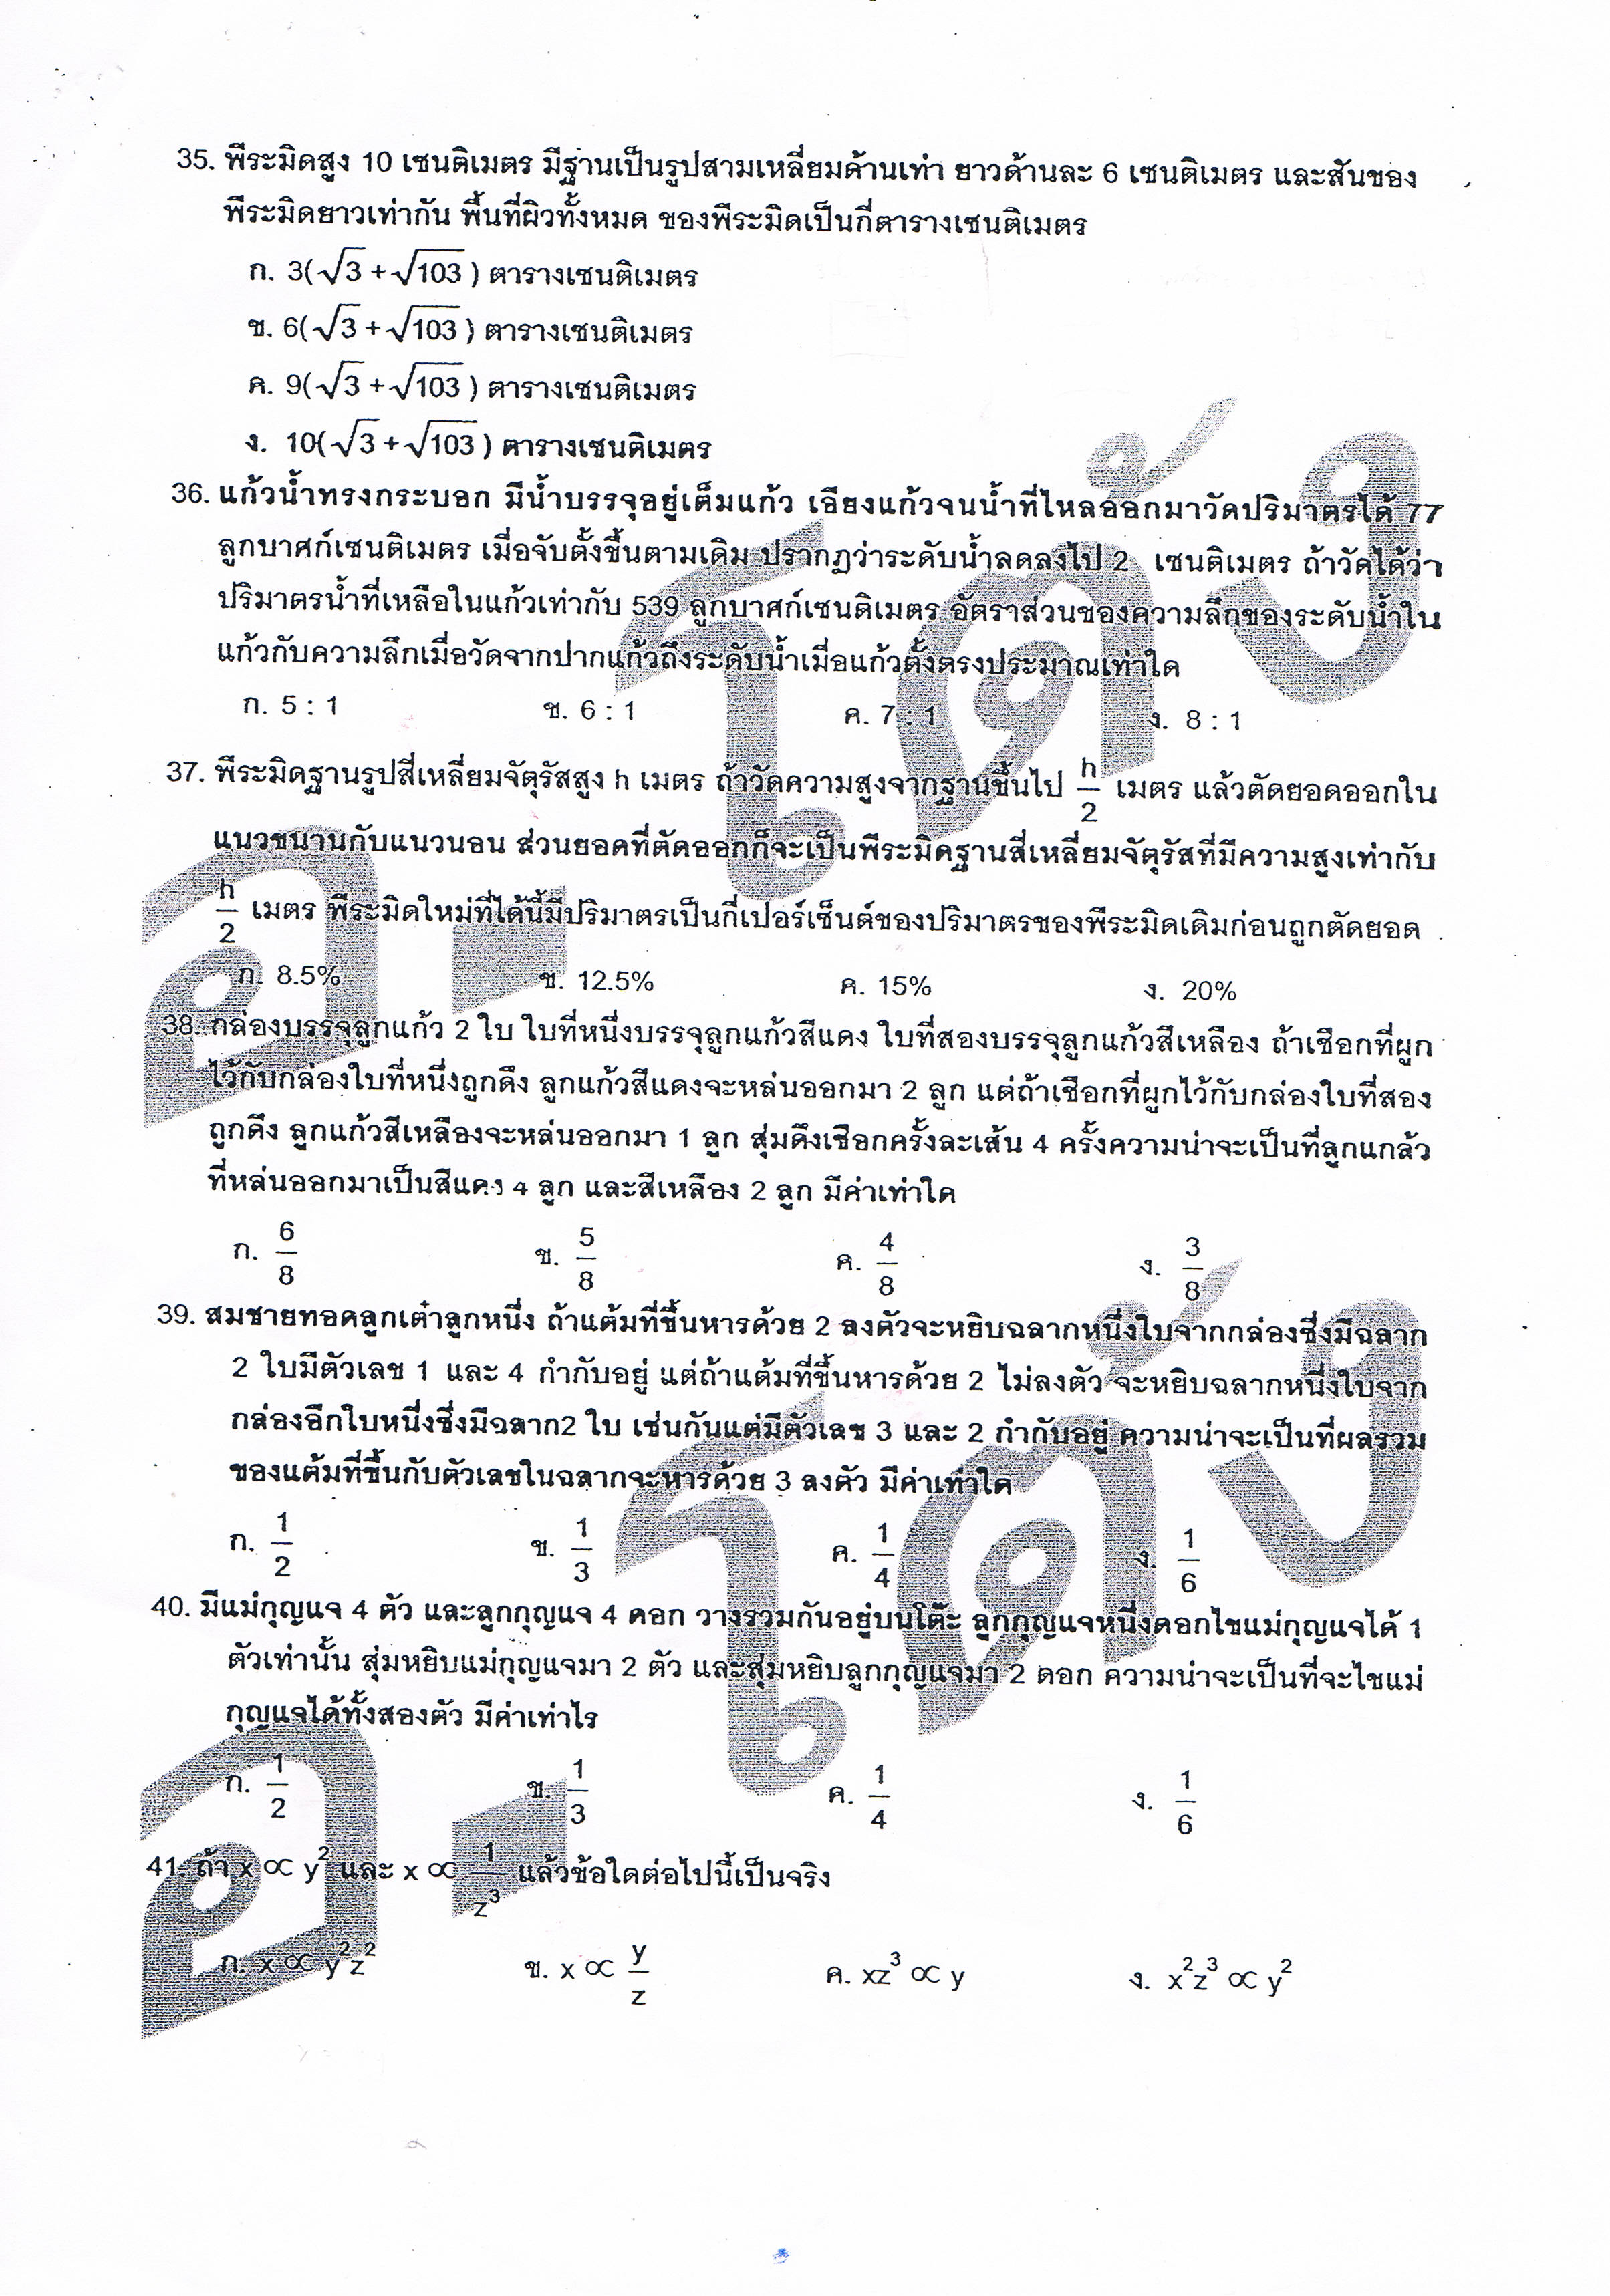 35. พีระมิดสูง 10 เซนติเมตร มีฐานเป็นรูปสามเหลี่ยมด้านเท่า ยาวด้านละ 6 เซนติเมตร และสันของ
พีระมิดยาวเท่ากัน พื้นที่ผิวทั้งหมด ของพีระมิดเป็นกี่ตารางเซนติเมตร
ก. 3(√3 + √103) ตารางเซนติเมตร
ข. 6(√3 + √103) ตารางเซนติเมตร
ค. 9(√3 + √103) ตารางเซนติเมตร
ง. 10(√3 + √103) ตารางเซนติเมตร
36. แก้วน้ำทรงกระบอก มีน้ำบรรจุอยู่เต็มแก้ว เอียงแก้วจนน้ำที่ไหลออกมาวัดปริมาตรได้ 77
ลูกบาศก์เซนติเมตร เมื่อจับตั้งขึ้นตามเดิม ปรากฏว่าระดับน้ำลดลงไป 2 เซนติเมตร ถ้าวัดได้ว่า
ปริมาตรน้ำที่เหลือในแก้วเท่ากับ 539 ลูกบาศก์เซนติเมตร อัตราส่วนของความลึกของระดับน้ำใน
แก้วกับความลึกเมื่อวัดจากปากแก้วถึงระดับน้ำเมื่อแก้วตั้งตรงประมาณเท่าใด
ก. 5 : 1 ข. 6 : 1 ค. 7 : 1 ง. 8 : 1
37. พีระมิดฐานรูปสี่เหลี่ยมจัตุรัสสูง h เมตร ถ้าวัดความสูงจากฐานขึ้นไป h/2 เมตร แล้วตัดยอดออกใน
แนวขนานกับแนวนอน ส่วนยอดที่ตัดออกก็จะเป็นพีระมิดฐานสี่เหลี่ยมจัตุรัสที่มีความสูงเท่ากับ
h/2 เมตร พีระมิดใหม่ที่ได้นี้มีปริมาตรเป็นกี่เปอร์เซ็นต์ของปริมาตรของพีระมิดเดิมก่อนถูกตัดยอด
ก. 8.5% ข. 12.5% ค. 15% ง. 20%
38. กล่องบรรจุลูกแก้ว 2 ใบ ใบที่หนึ่งบรรจุลูกแก้วสีแดง ใบที่สองบรรจุลูกแก้วสีเหลือง ถ้าเชือกที่ผูก
ไว้กับกล่องใบที่หนึ่งถูกดึง ลูกแก้วสีแดงจะหล่นออกมา 2 ลูก แต่ถ้าเชือกที่ผูกไว้กับกล่องใบที่สอง
ถูกดึง ลูกแก้วสีเหลืองจะหล่นออกมา 1 ลูก สุ่มดึงเชือกครั้งละเส้น 4 ครั้งความน่าจะเป็นที่ลูกแกล้ว
ที่หล่นออกมาเป็นสีแดง 4 ลูก และสีเหลือง 2 ลูก มีค่าเท่าใด
ก. 6/8 ข. 5/8 ค. 4/8 ง. 3/8
39. สมชายทอดลูกเต๋าลูกหนึ่ง ถ้าแต้มที่ขึ้นหารด้วย 2 ลงตัวจะหยิบฉลากหนึ่งใบจากกล่องซึ่งมีฉลาก
2 ใบมีตัวเลข 1 และ 4 กำกับอยู่ แต่ถ้าแต้มที่ขึ้นหารด้วย 2 ไม่ลงตัว จะหยิบฉลากหนึ่งใบจาก
กล่องอีกใบหนึ่งซึ่งมีฉลาก2 ใบ เช่นกันแต่มีตัวเลข 3 และ 2 กำกับอยู่ ความน่าจะเป็นที่ผลรวม
ของแต้มที่ขึ้นกับตัวเลขในฉลากจะหารด้วย 3 ลงตัว มีค่าเท่าใด
ก. 1/2 ข. 1/3 ค. 1/4 ง. 1/6
40. มีแม่กุญแจ 4 ตัว และลูกกุญแจ 4 ดอก วางรวมกันอยู่บนโต๊ะ ลูกกุญแจหนึ่งดอกไขแม่กุญแจได้ 1
ตัวเท่านั้น สุ่มหยิบแม่กุญแจมา 2 ตัว และสุ่มหยิบลูกกุญแจมา 2 ดอก ความน่าจะเป็นที่จะไขแม่
กุญแจได้ทั้งสองตัว มีค่าเท่าไร
ก. 1/2 ข. 1/3 ค. 1/4 ง. 1/6
41. ถ้า x ∝ y² และ x ∝ 1/z³ แล้วข้อใดต่อไปนี้เป็นจริง
ก. x ∝ y²z² ข. x ∝ y/z ค. xz³ ∝ y ง. x²z³ ∝ y²